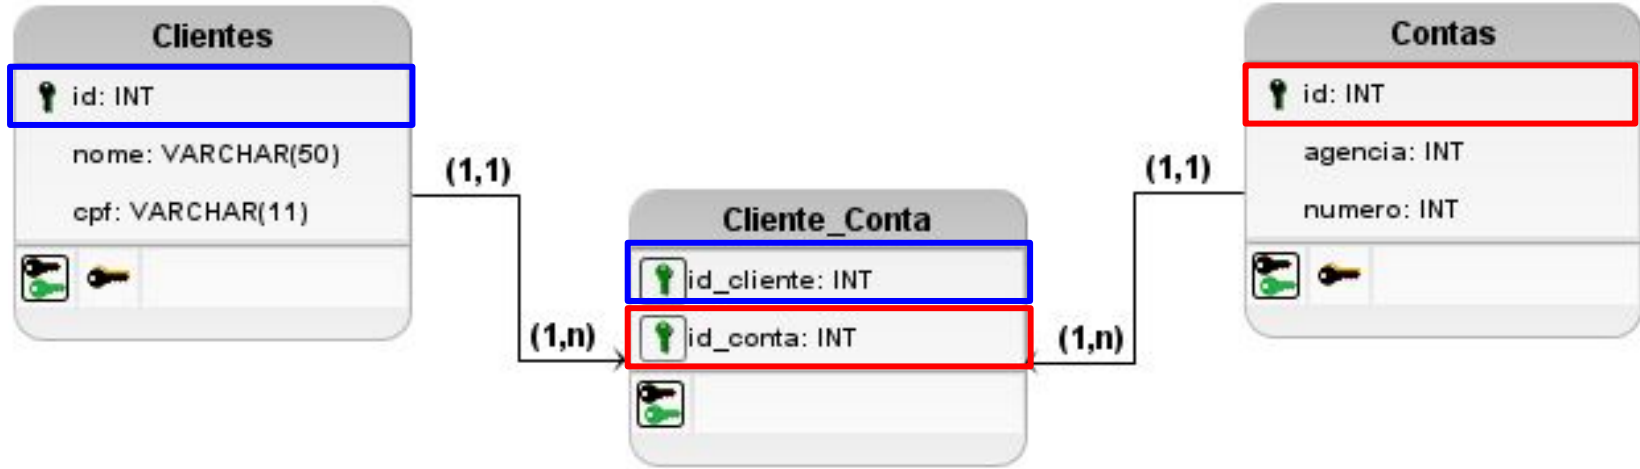 Clientes
id: INT
nome: VARCHAR(50)
cpf: VARCHAR(11)
(1,1)
(1,n)
Cliente_Conta
id_cliente: INT
id_conta: INT
(1,n)
(1,1)
Contas
id: INT
agencia: INT
numero: INT